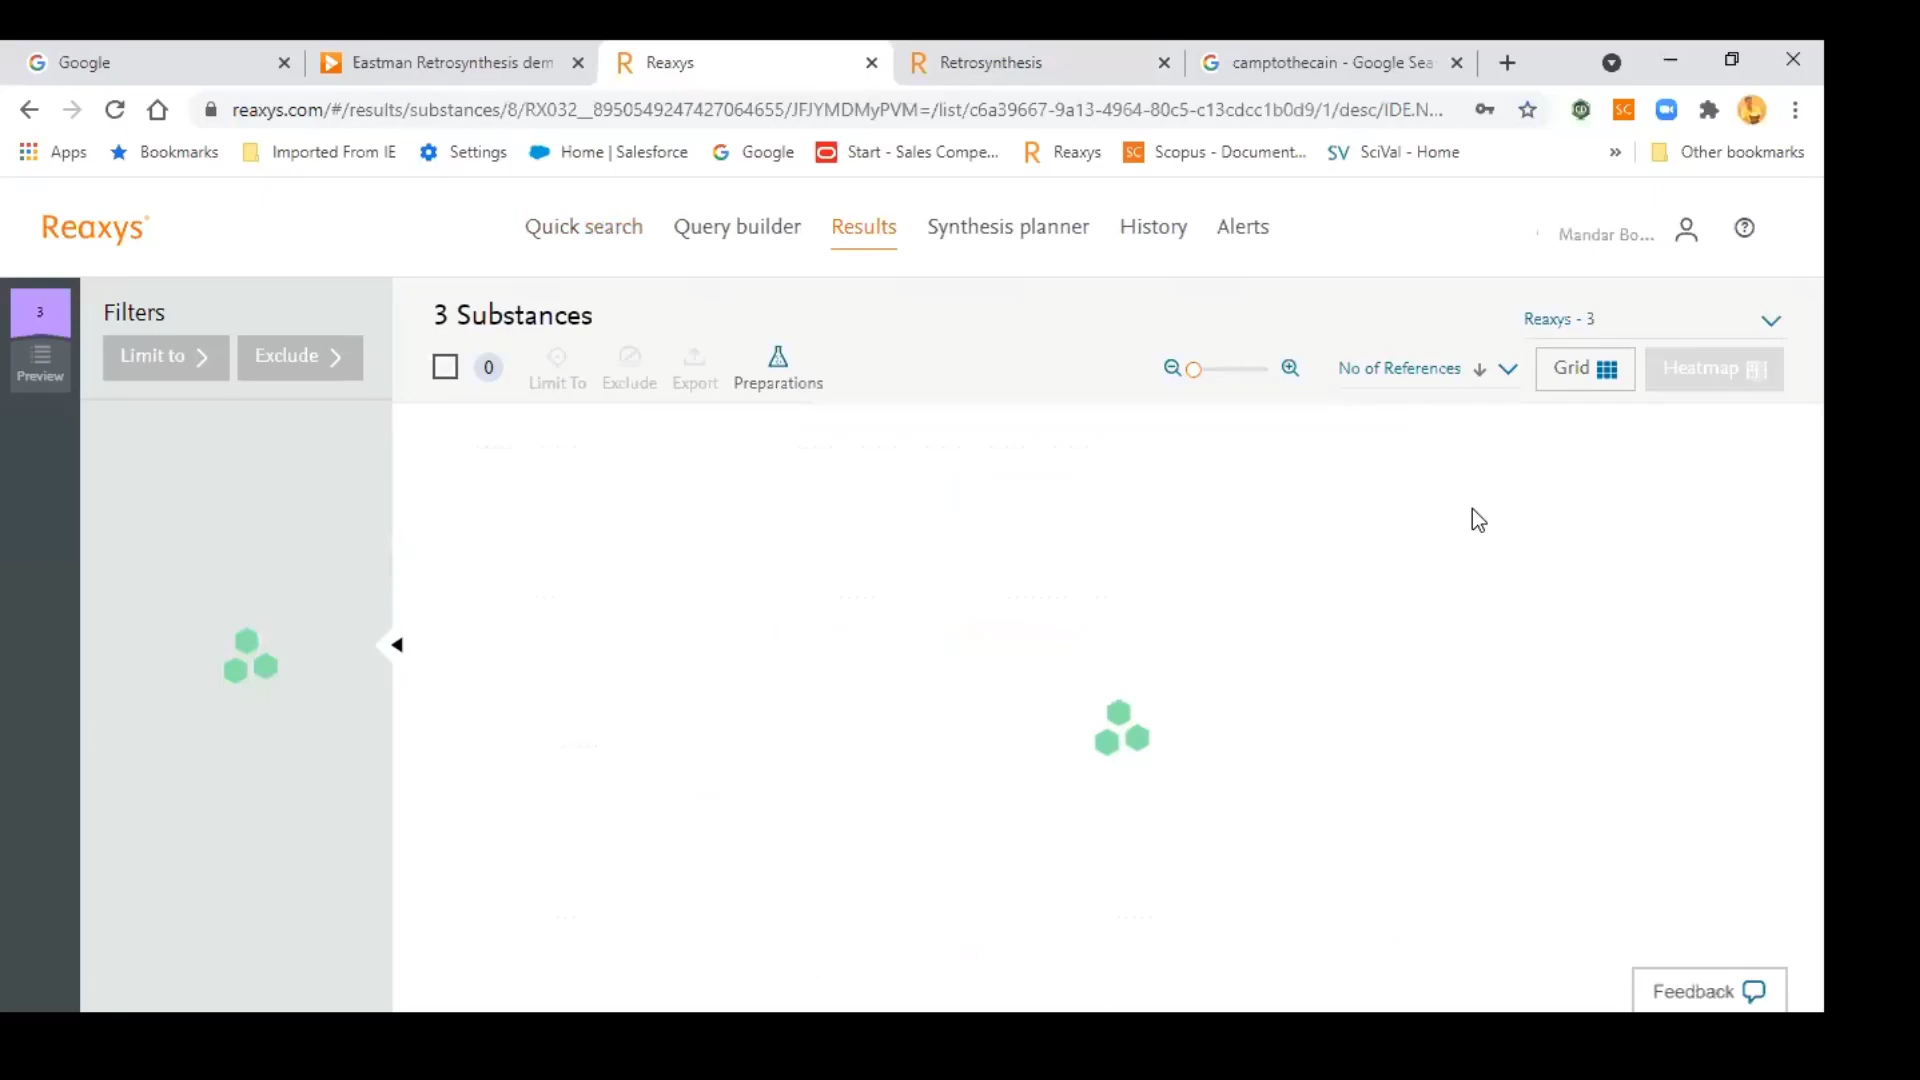 Google
Eastman Retrosynthesis dem
Reaxys
Retrosynthesis
camptothecain - Google Sea
reaxys.com/#/results/substances/8/RX032__8950549247427064655/JFJYMDMyPVM=/list/c6a39667-9a13-4964-80c5-c13cdcc1b0d9/1/desc/IDE.N...
SC
Apps
Bookmarks
Imported From IE
Settings
Home | Salesforce
Google
Start - Sales Compe...
Reaxys
SC
Scopus - Document...
SV
SciVal - Home
»
Other bookmarks
Reaxys®
Quick search
Query builder
Results
Synthesis planner
History
Alerts
Mandar Bo...
3
Preview
Filters
Limit to
Exclude
3 Substances
Reaxys - 3
0
Limit To
Exclude
Export
Preparations
No of References
Grid
Heatmap
Feedback